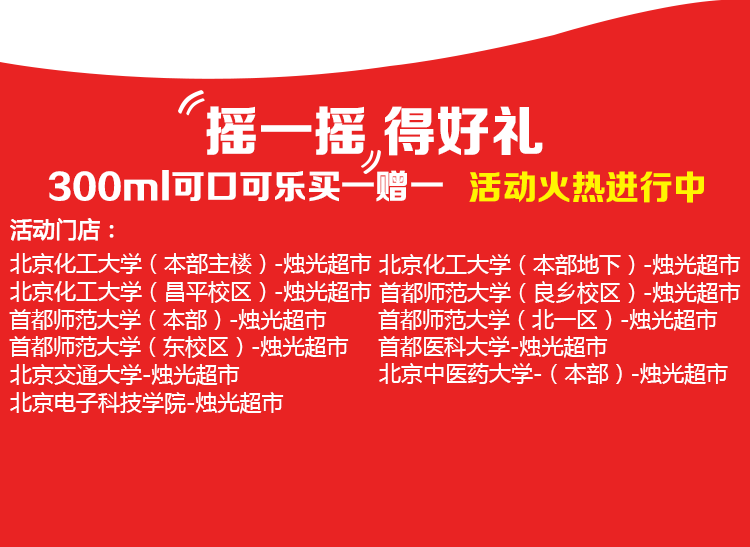 摇一摇 得好礼
300ml可口可乐买一赠一 活动火热进行中
活动门店：
北京化工大学（本部主楼）-烛光超市 北京化工大学（本部地下）-烛光超市
北京化工大学（昌平校区）-烛光超市 首都师范大学（良乡校区）-烛光超市
首都师范大学（本部）-烛光超市 首都师范大学（北一区）-烛光超市
首都师范大学（东校区）-烛光超市 首都医科大学-烛光超市
北京交通大学-烛光超市 北京中医药大学-（本部）-烛光超市
北京电子科技学院-烛光超市